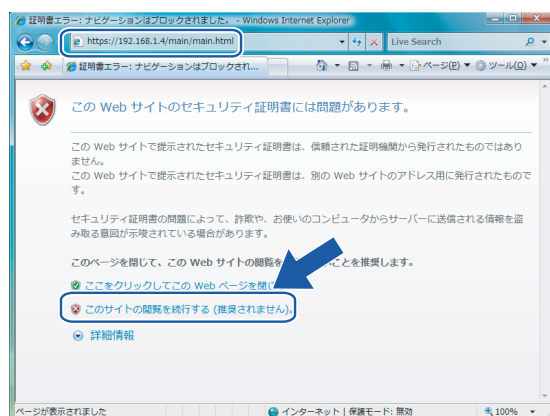 証明書エラー: ナビゲーションはブロックされました。 - Windows Internet Explorer
https://192.168.1.4/main/main.html
Live Search
証明書エラー: ナビゲーションはブロックされ...
ページ(P)
ツール(O)
この Web サイトのセキュリティ証明書には問題があります。
この Web サイトで提示されたセキュリティ証明書は、信頼された証明機関から発行されたものではあり
ません。
この Web サイトで提示されたセキュリティ証明書は、別の Web サイトのアドレス用に発行されたもので
す。
セキュリティ証明書の問題によって、詐欺や、お使いのコンピュータからサーバーに送信される情報を盗
み取る意図が示唆されている場合があります。
このページを閉じて、この Web サイトの閲覧を ことを推奨します。
ここをクリックしてこの Web ページを閉じ
このサイトの閲覧を続行する (推奨されません)。
詳細情報
ページが表示されました
インターネット | 保護モード: 無効
100%